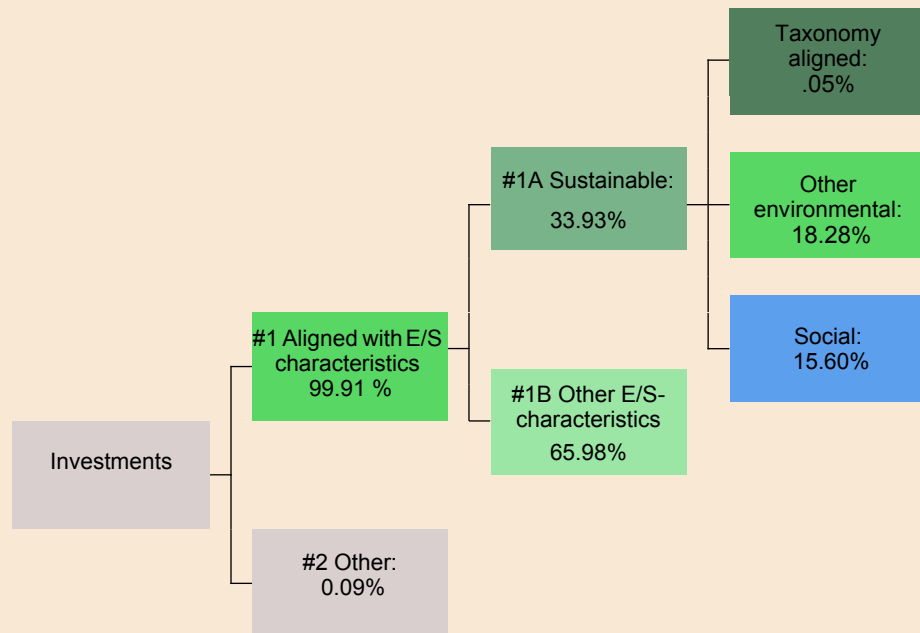 Investments
#1 Aligned with E/S
characteristics
99.91 %
#2 Other:
0.09%
#1A Sustainable:
33.93%
#1B Other E/S-
characteristics
65.98%
Taxonomy
aligned:
.05%
Other
environmental:
18.28%
Social:
15.60%